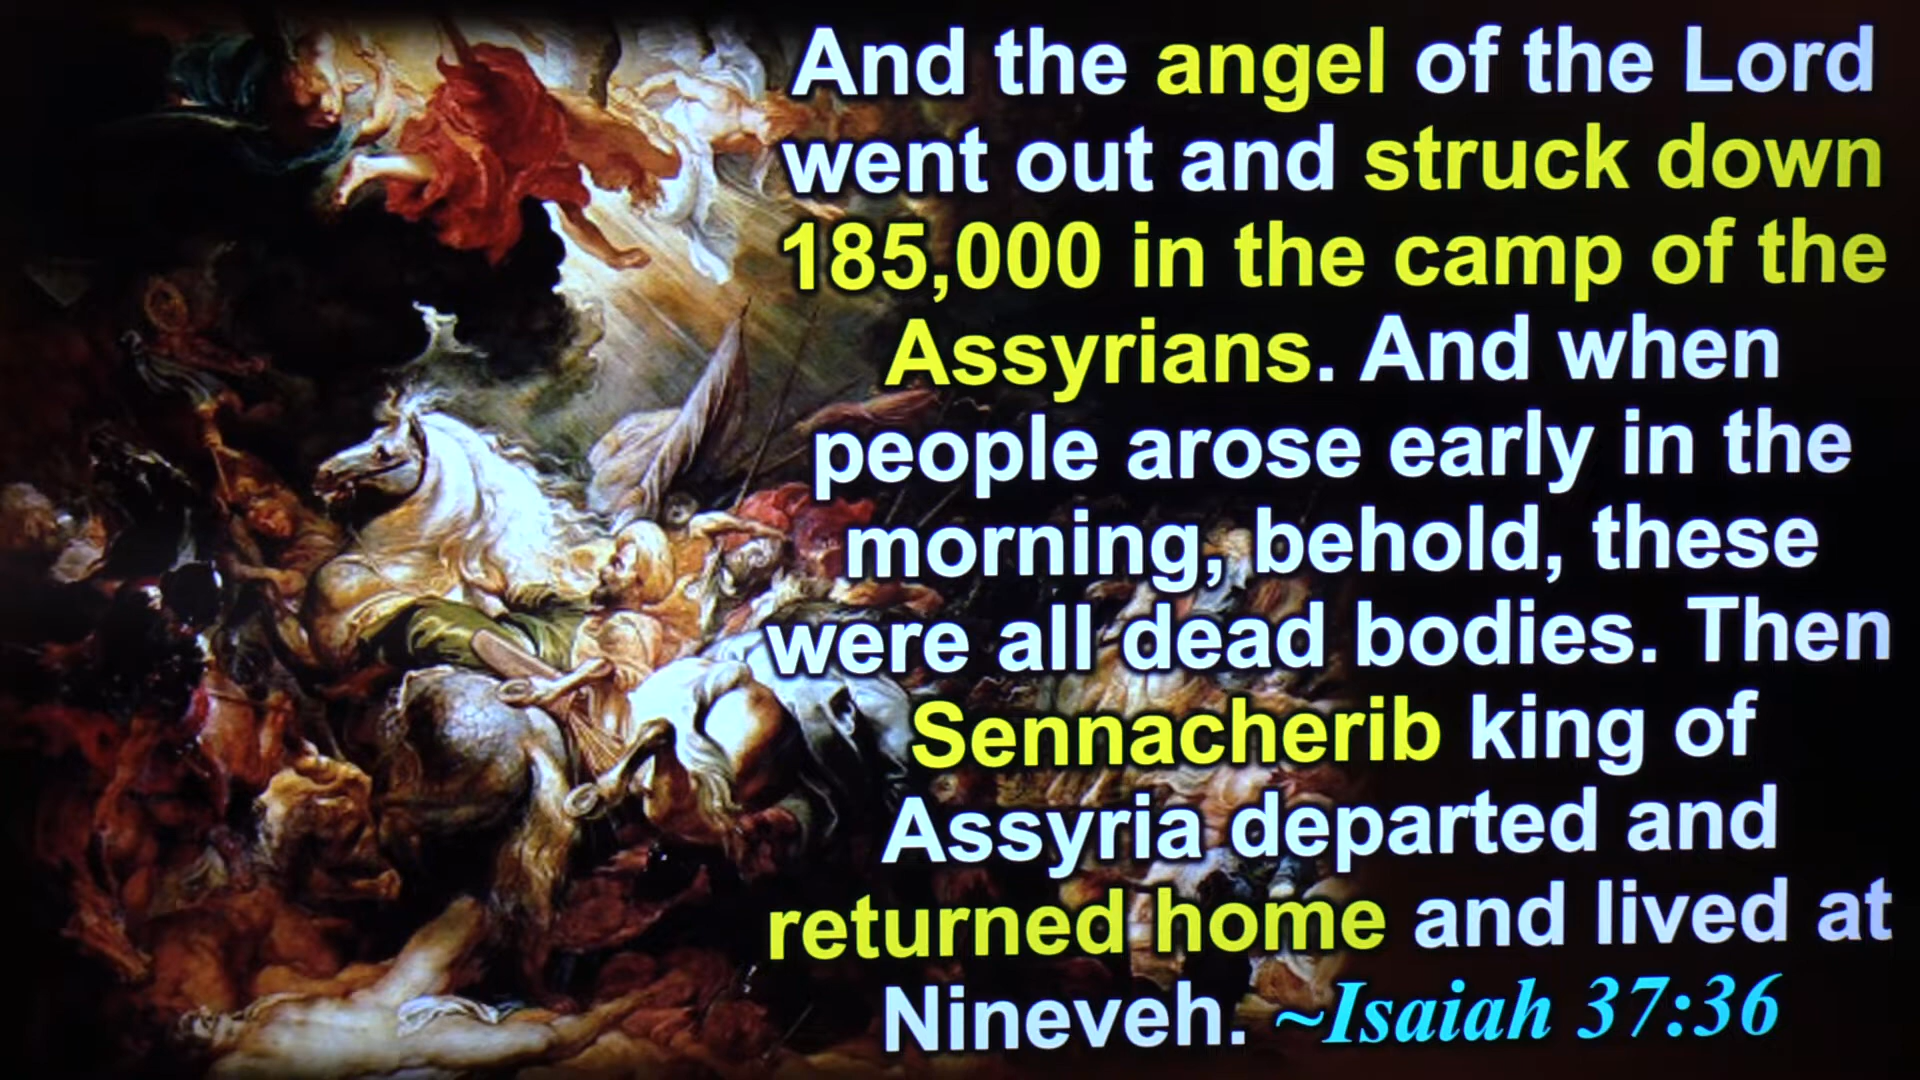 And the angel of the Lord
went out and struck down
185,000 in the camp of the
Assyrians. And when
people arose early in the
morning, behold, these
were all dead bodies. Then
Sennacherib king of
Assyria departed and
returned home and lived at
Nineveh. ~Isaiah 37:36